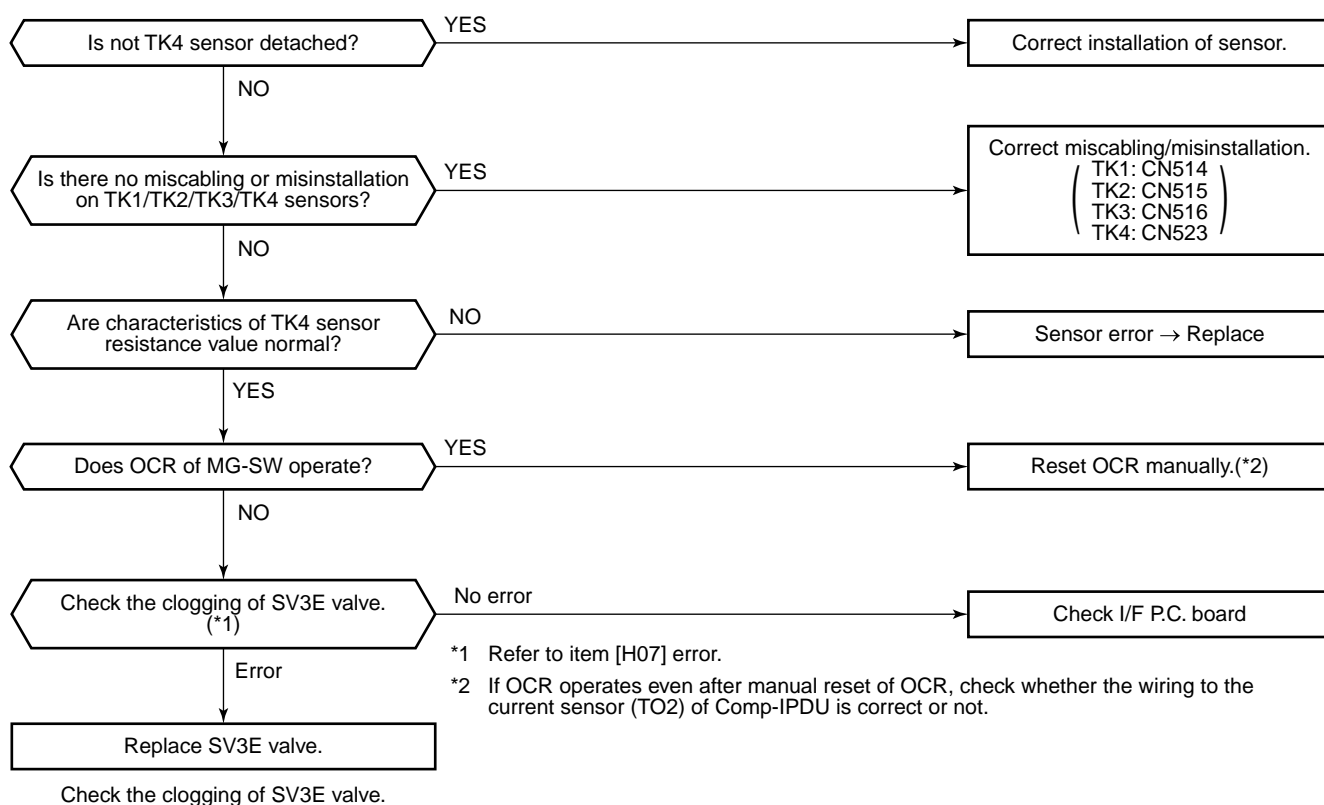 Is not TK4 sensor detached?
YES
Correct installation of sensor.
NO
Is there no miscabling or misinstallation
on TK1/TK2/TK3/TK4 sensors?
YES
Correct miscabling/misinstallation.
TK1: CN514
TK2: CN515
TK3: CN516
TK4: CN523
NO
Are characteristics of TK4 sensor
resistance value normal?
NO
Sensor error → Replace
YES
Does OCR of MG-SW operate?
YES
Reset OCR manually.(*2)
NO
Check the clogging of SV3E valve.
(*1)
No error
Check I/F P.C. board
Error
*1 Refer to item [H07] error.
*2 If OCR operates even after manual reset of OCR, check whether the wiring to the
current sensor (TO2) of Comp-IPDU is correct or not.
Replace SV3E valve.
Check the clogging of SV3E valve.